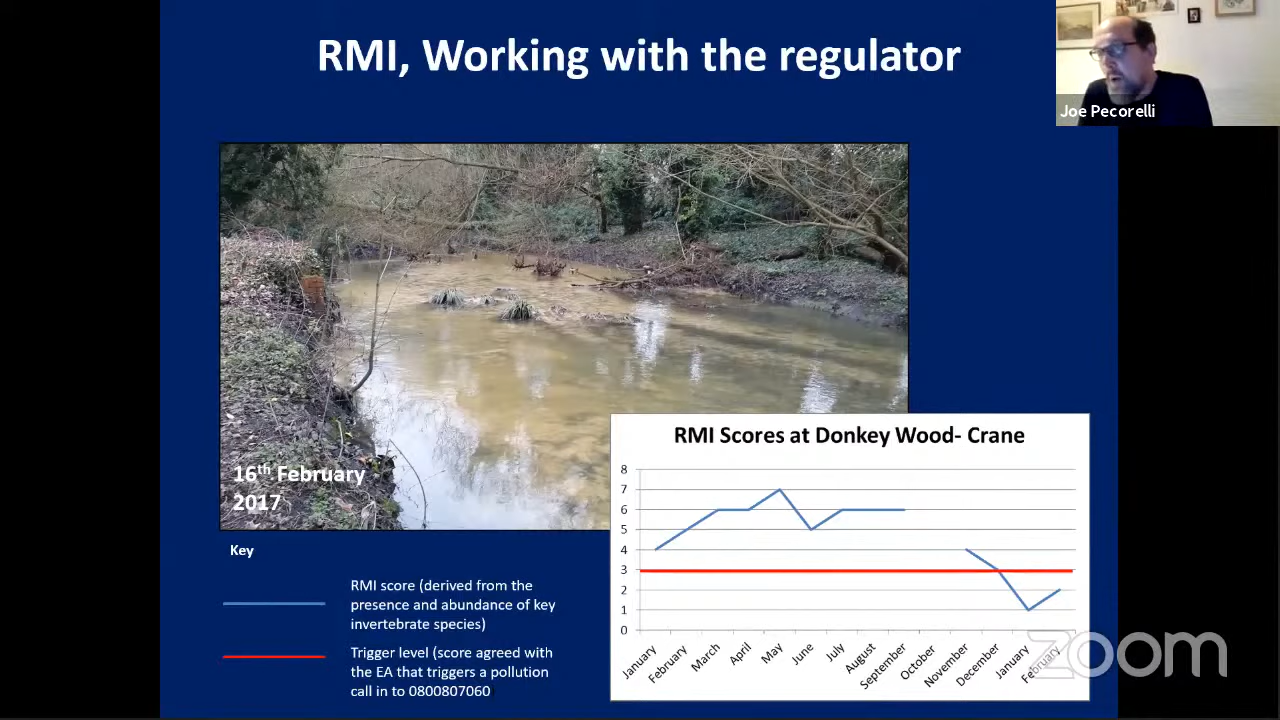 RMI, Working with the regulator
Joe Pecorelli
16th February
2017
Key
RMI score (derived from the
presence and abundance of key
invertebrate species)
Trigger level (score agreed with
the EA that triggers a pollution
call in to 0800807060
RMI Scores at Donkey Wood- Crane
8
7
6
5
4
3
2
1
0
January
February
March
April
May
June
July
August
September
October
November
December
January
February
zoom